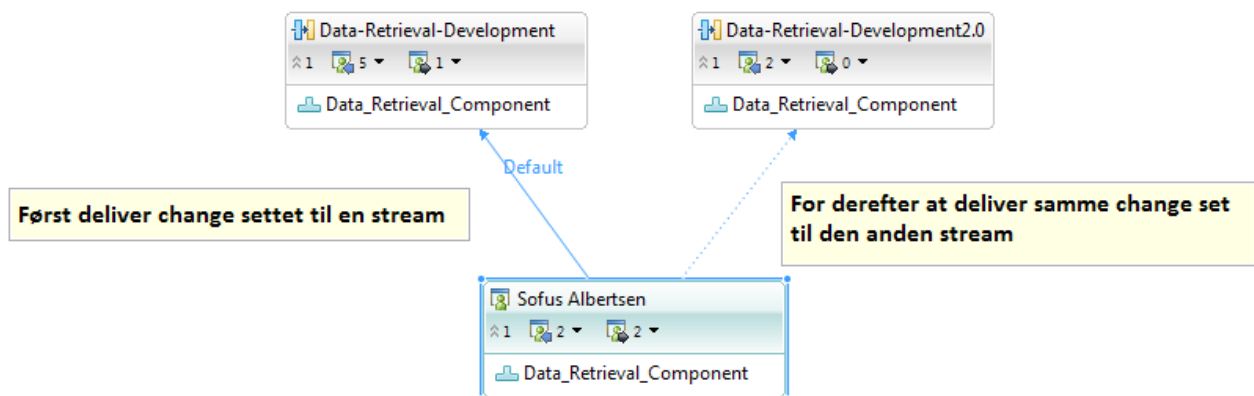 Data-Retrieval-Development
1 5 1
Data_Retrieval_Component
Data-Retrieval-Development2.0
1 2 0
Data_Retrieval_Component
Default
Først deliver change settet til en stream
For derefter at deliver samme change set
til den anden stream
Sofus Albertsen
1 2 2
Data_Retrieval_Component